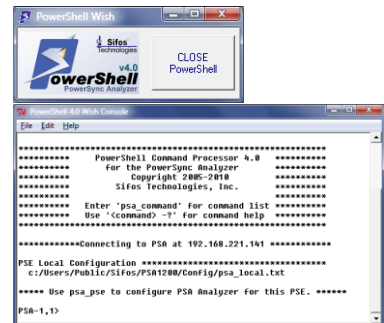 PowerShell Wish
Sifos
Technologies
v4.0
PowerShell
PowerSync Analyzer
CLOSE
PowerShell
PowerShell 4.0 Wish Console
File Edit Help
*********************************************
********** PowerShell Command Processor 4.0 **********
********** for the PowerSync Analyzer **********
********** Copyright 2005-2010 **********
********** Sifos Technologies, Inc. **********
********** **********
********** Enter 'psa_command' for command list **********
********** Use '<command> -?' for command help **********
*********************************************
************Connecting to PSA at 192.168.221.141 *************
PSE Local Configuration *****************************
c:/Users/Public/Sifos/PSA1200/Config/psa_local.txt
***** Use psa_pse to configure PSA Analyzer for this PSE. ******
PSA-1,1>